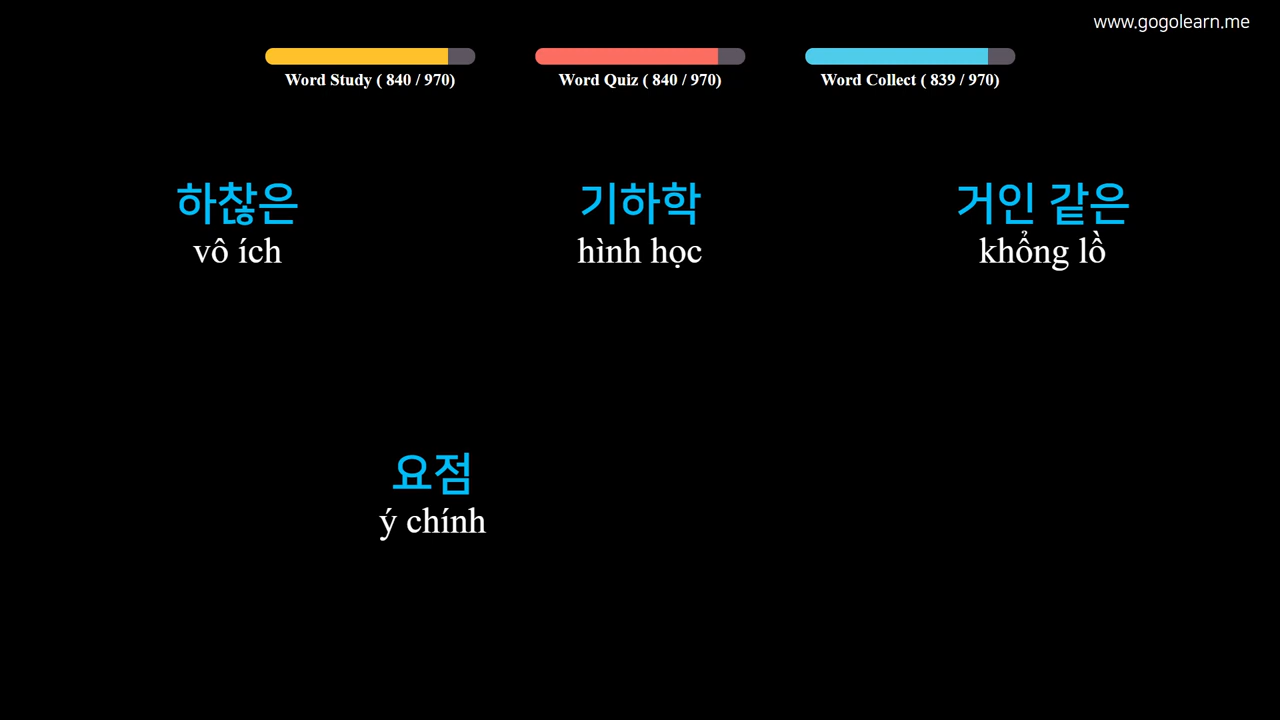 www.gogolearn.me
Word Study ( 840 / 970)
Word Quiz ( 840 / 970)
Word Collect ( 839 / 970)
하찮은
vô ích
기하학
hình học
거인 같은
khổng lồ
요점
ý chính